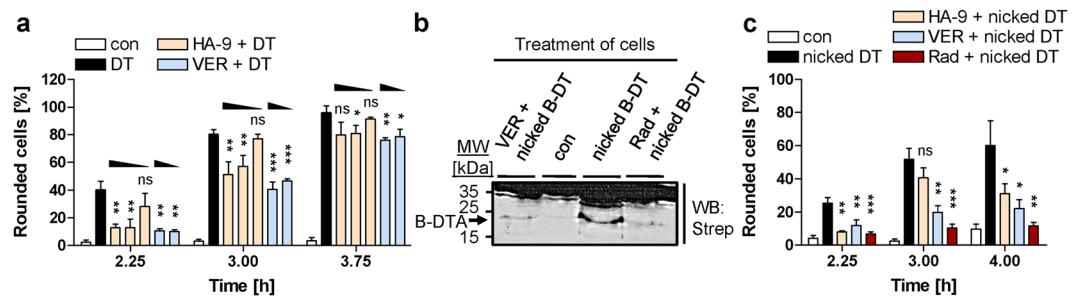 a
con
HA-9 + DT
DT
VER + DT
Rounded cells [%]
120
100
80
60
40
20
0
** ** ns ** **
** ** ns *** ***
ns * ns ** *
2.25 3.00 3.75
Time [h]
b
Treatment of cells
VER +
nicked B-DT
con
nicked B-DT
Rad +
nicked B-DT
MW
[kDa]
35
25
15
B-DTA
WB:
Strep
c
HA-9 + nicked DT
con
VER + nicked DT
nicked DT
Rad + nicked DT
Rounded cells [%]
100
80
60
40
20
0
** ** ***
ns ** ***
* * **
2.25 3.00 4.00
Time [h]